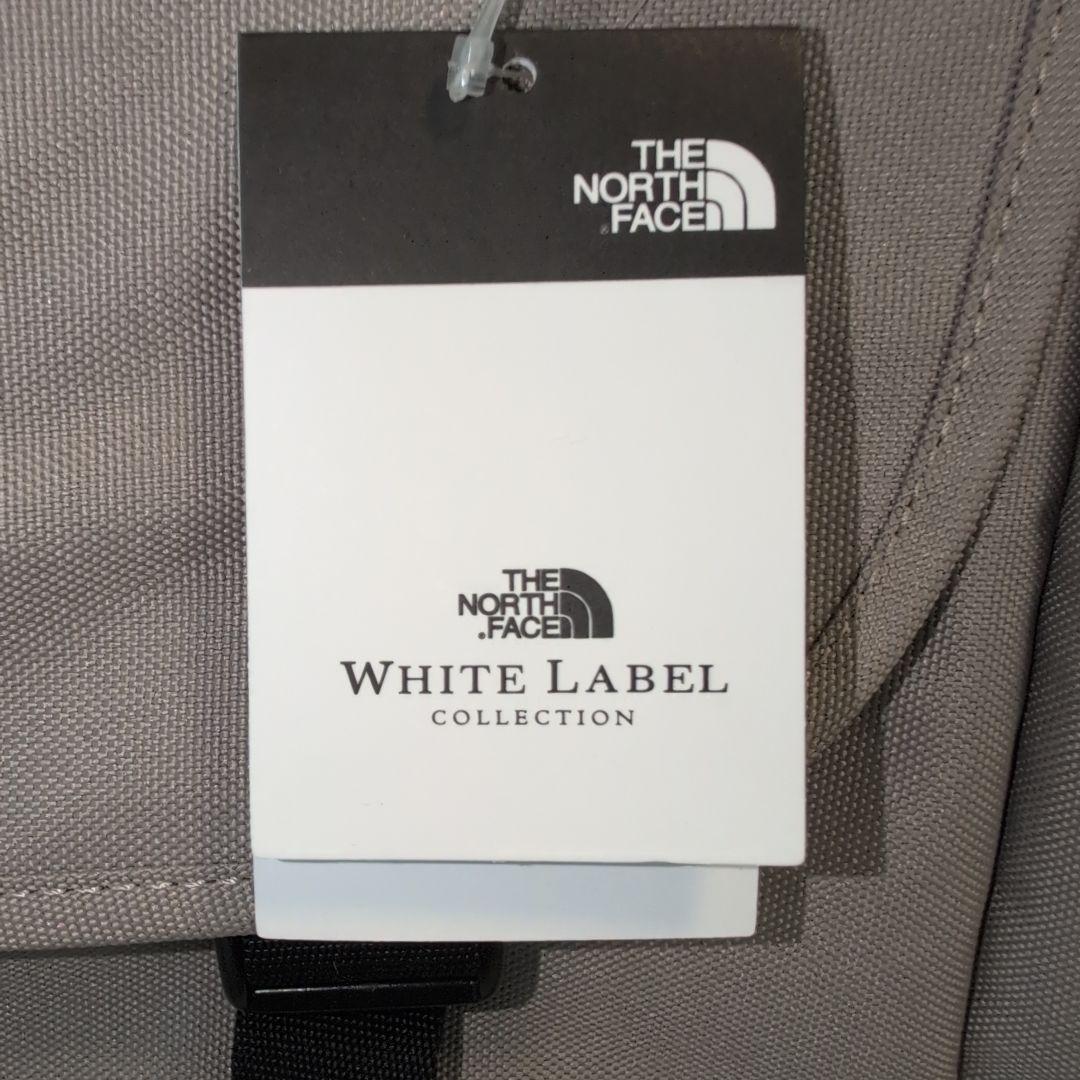 THE
NORTH
®FACE
THE
NORTH
FACE
WHITE LABEL
COLLECTION